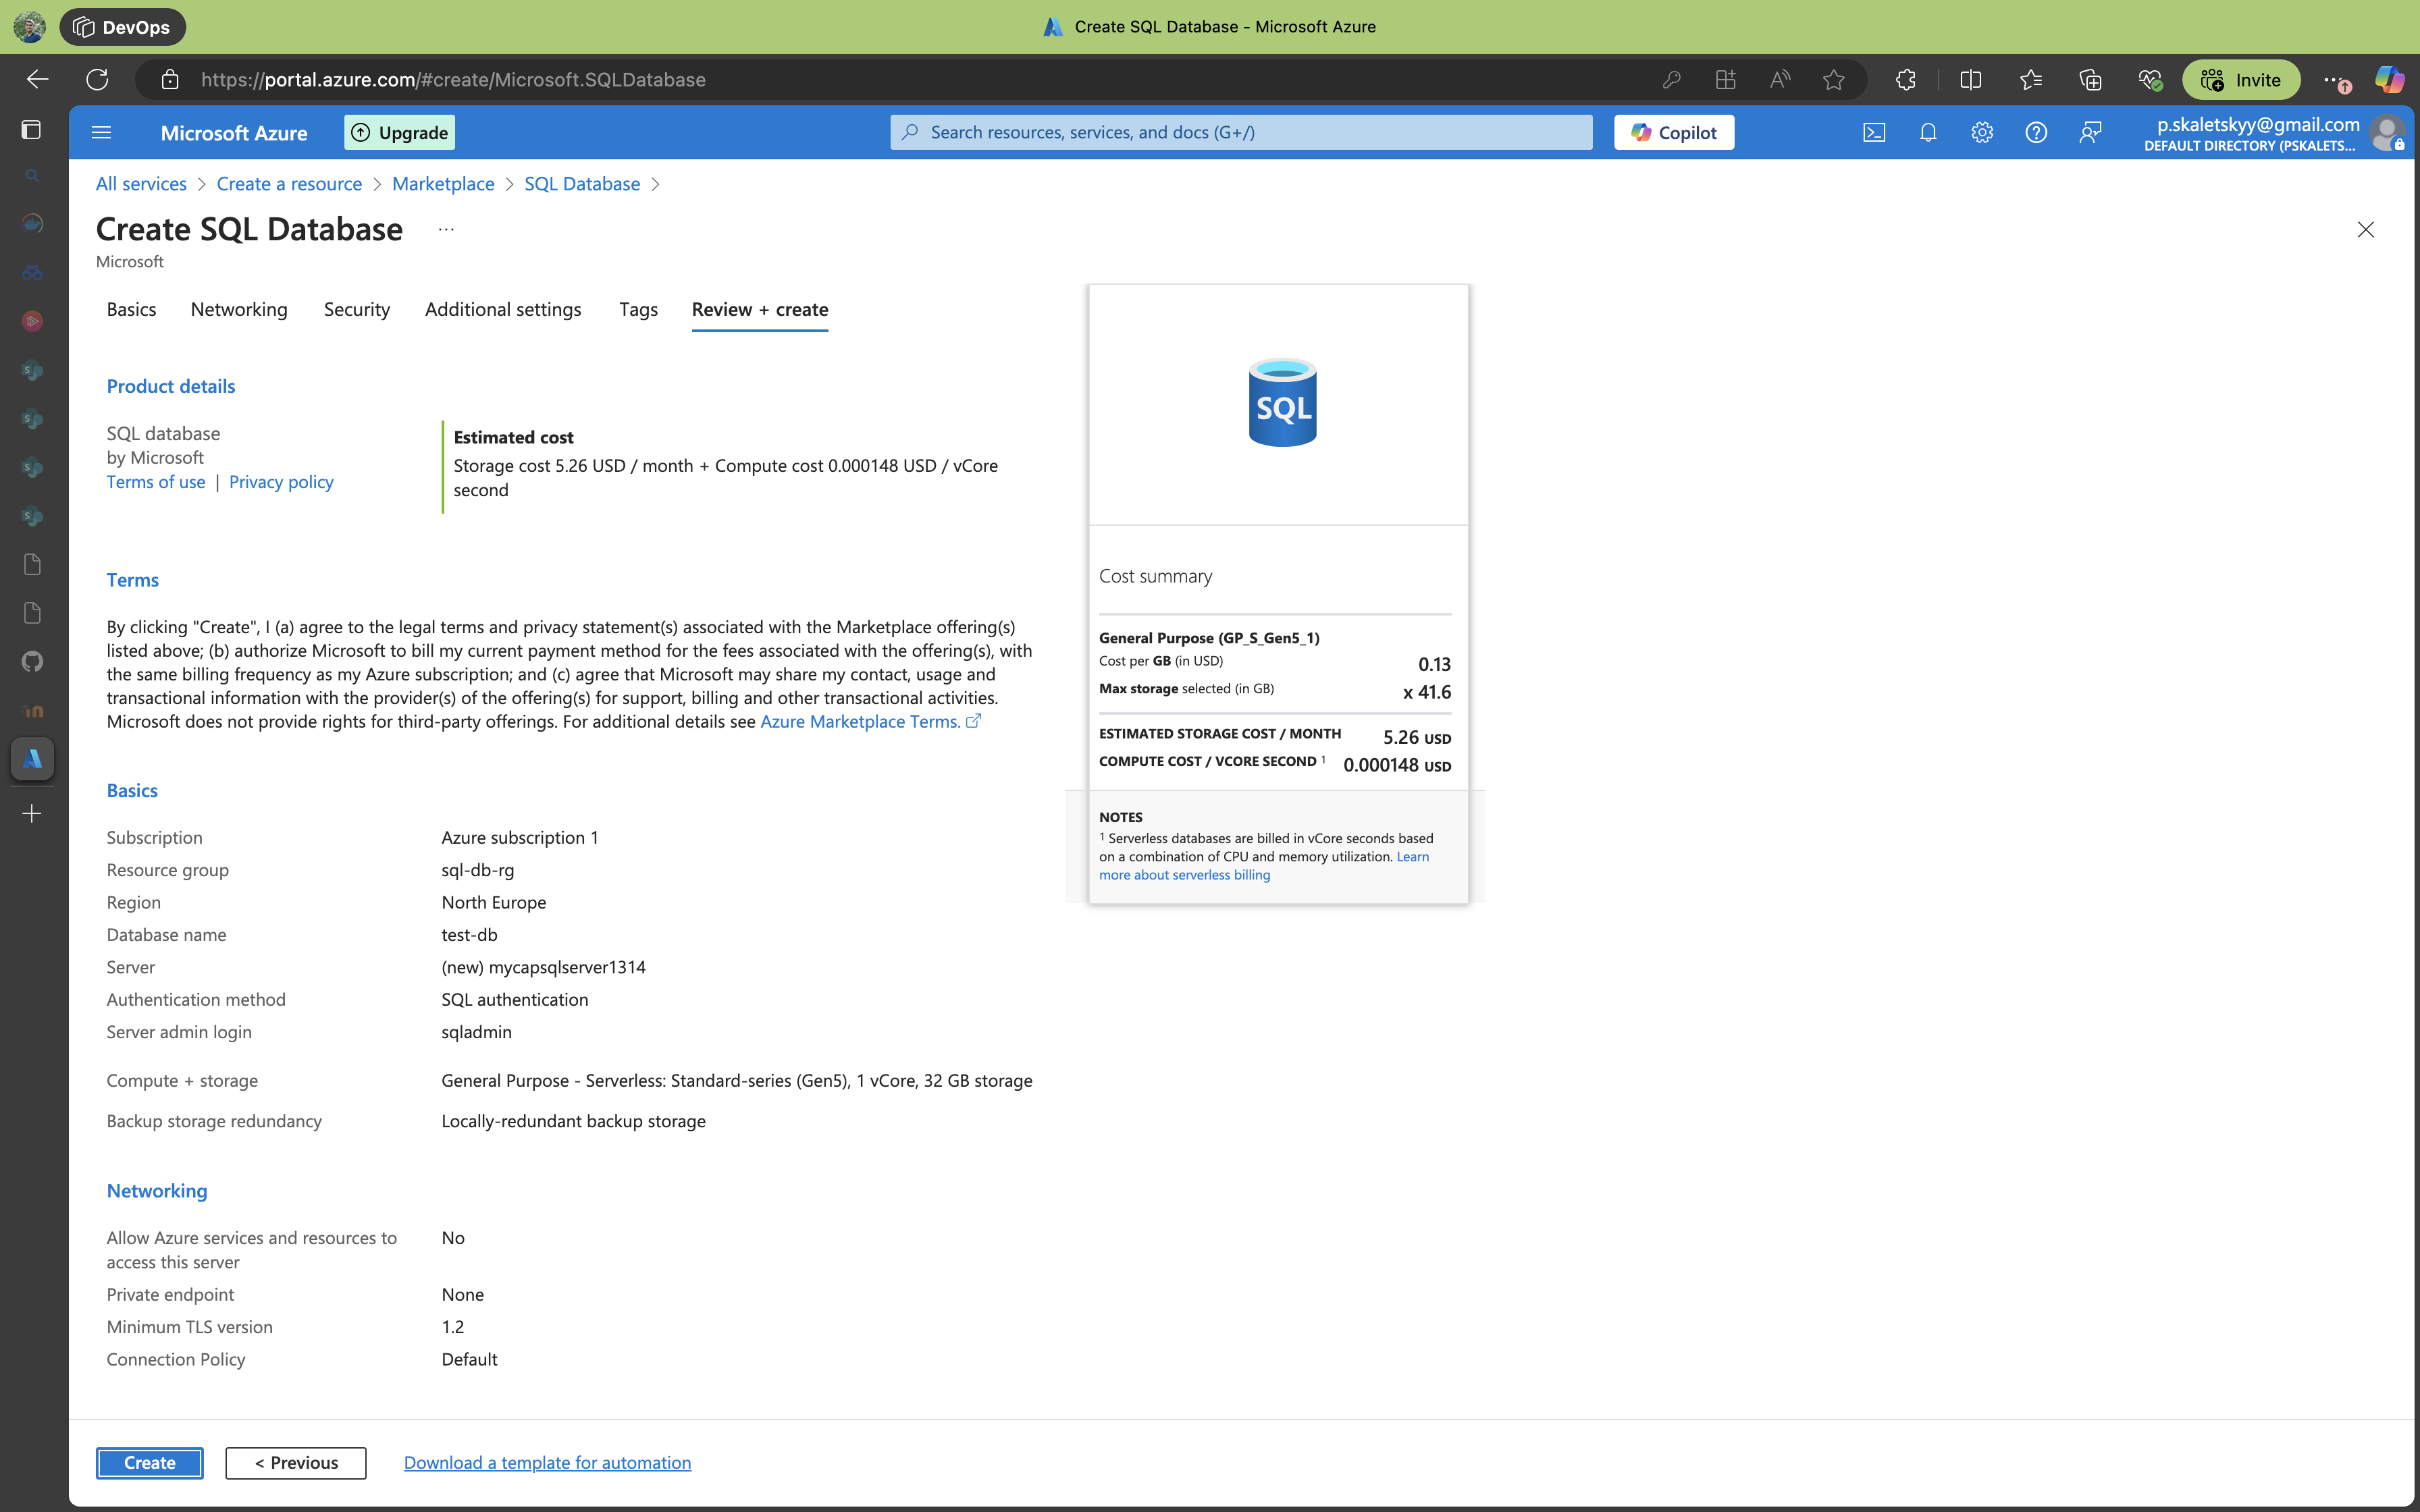 DevOps
Create SQL Database - Microsoft Azure
https://portal.azure.com/#create/Microsoft.SQLDatabase
Invite
Microsoft Azure
Upgrade
Search resources, services, and docs (G+/)
Copilot
p.skaletskyy@gmail.com
DEFAULT DIRECTORY (PSKALETS...
All services > Create a resource > Marketplace > SQL Database >
Create SQL Database ...
Microsoft
Basics
Networking
Security
Additional settings
Tags
Review + create
Product details
SQL database
by Microsoft
Terms of use | Privacy policy
Estimated cost
Storage cost 5.26 USD / month + Compute cost 0.000148 USD / vCore
second
Terms
By clicking "Create", I (a) agree to the legal terms and privacy statement(s) associated with the Marketplace offering(s)
listed above; (b) authorize Microsoft to bill my current payment method for the fees associated with the offering(s), with
the same billing frequency as my Azure subscription; and (c) agree that Microsoft may share my contact, usage and
transactional information with the provider(s) of the offering(s) for support, billing and other transactional activities.
Microsoft does not provide rights for third-party offerings. For additional details see Azure Marketplace Terms.
Basics
Subscription Azure subscription 1
Resource group sql-db-rg
Region North Europe
Database name test-db
Server (new) mycapsqlserver1314
Authentication method SQL authentication
Server admin login sqladmin
Compute + storage General Purpose - Serverless: Standard-series (Gen5), 1 vCore, 32 GB storage
Backup storage redundancy Locally-redundant backup storage
Networking
Allow Azure services and resources to No
access this server
Private endpoint None
Minimum TLS version 1.2
Connection Policy Default
SQL
Cost summary
General Purpose (GP_S_Gen5_1)
Cost per GB (in USD) 0.13
Max storage selected (in GB) x 41.6
ESTIMATED STORAGE COST / MONTH 5.26 USD
COMPUTE COST / VCORE SECOND 1 0.000148 USD
NOTES
1 Serverless databases are billed in vCore seconds based
on a combination of CPU and memory utilization. Learn
more about serverless billing
Create
< Previous
Download a template for automation